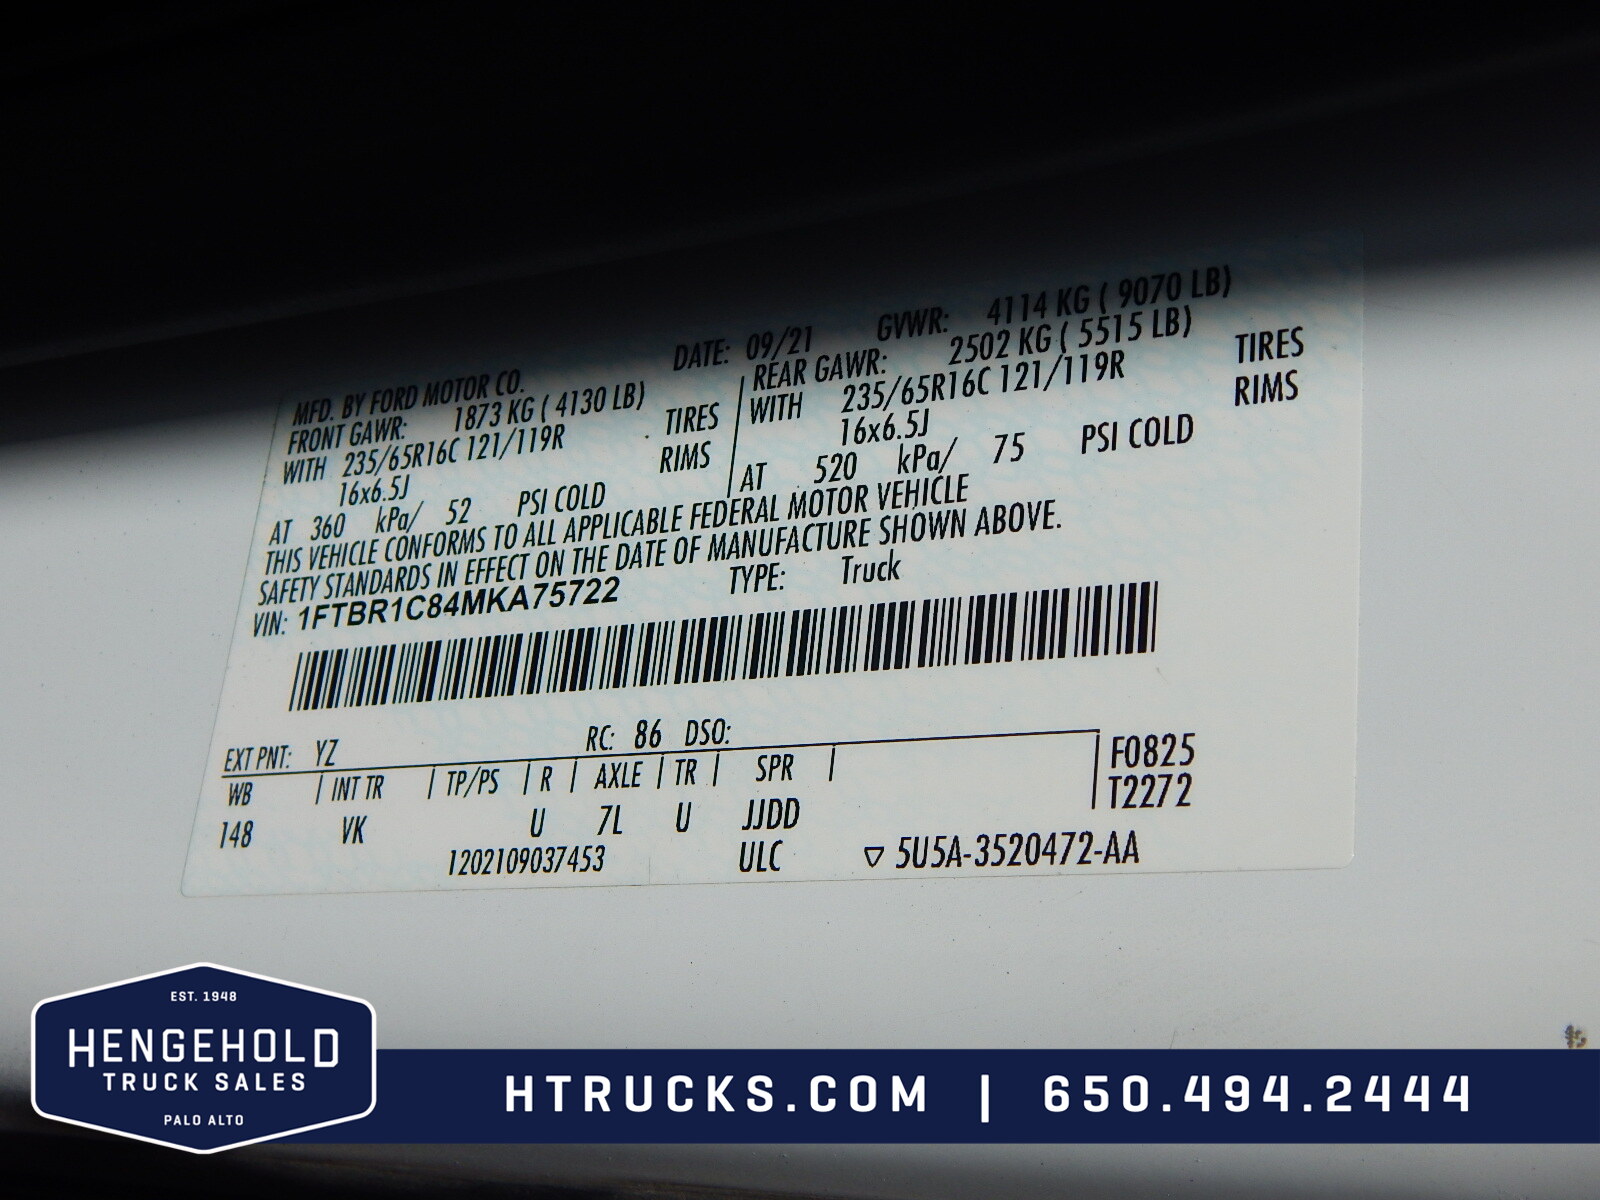 MFD. BY FORD MOTOR CO. DATE: 09/21 GVWR: 4114 KG ( 9070 LB)
FRONT GAWR: 1873 KG ( 4130 LB) REAR GAWR: 2502 KG ( 5515 LB)
WITH 235/65R16C 121/119R TIRES WITH 235/65R16C 121/119R TIRES
16x6.5J RIMS 16x6.5J RIMS
AT 360 kPa/ 52 PSI COLD AT 520 kPa/ 75 PSI COLD
THIS VEHICLE CONFORMS TO ALL APPLICABLE FEDERAL MOTOR VEHICLE
SAFETY STANDARDS IN EFFECT ON THE DATE OF MANUFACTURE SHOWN ABOVE.
VIN: 1FTBR1C84MKA75722 TYPE: Truck
EXT PNT: YZ RC: 86 DSO:
WB INT TR TP/PS R AXLE TR SPR F0825
148 VK U 7L U JJDD T2272
1202109037453 ULC ▽ 5U5A-3520472-AA
EST. 1948
HENGEHOLD
TRUCK SALES
PALO ALTO
HTRUCKS.COM | 650.494.2444